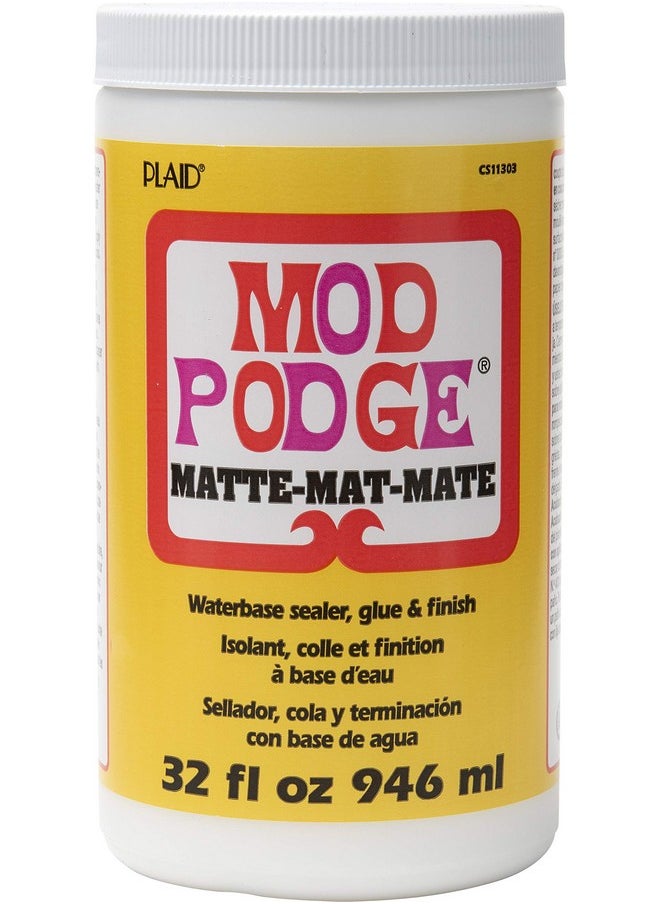 PLAID®
CS11303
MOD
PODGE®
MATTE-MAT-MATE
Waterbase sealer, glue & finish
Isolant, colle et finition
à base d'eau
Sellador, cola y terminación
con base de agua
32 fl oz 946 ml